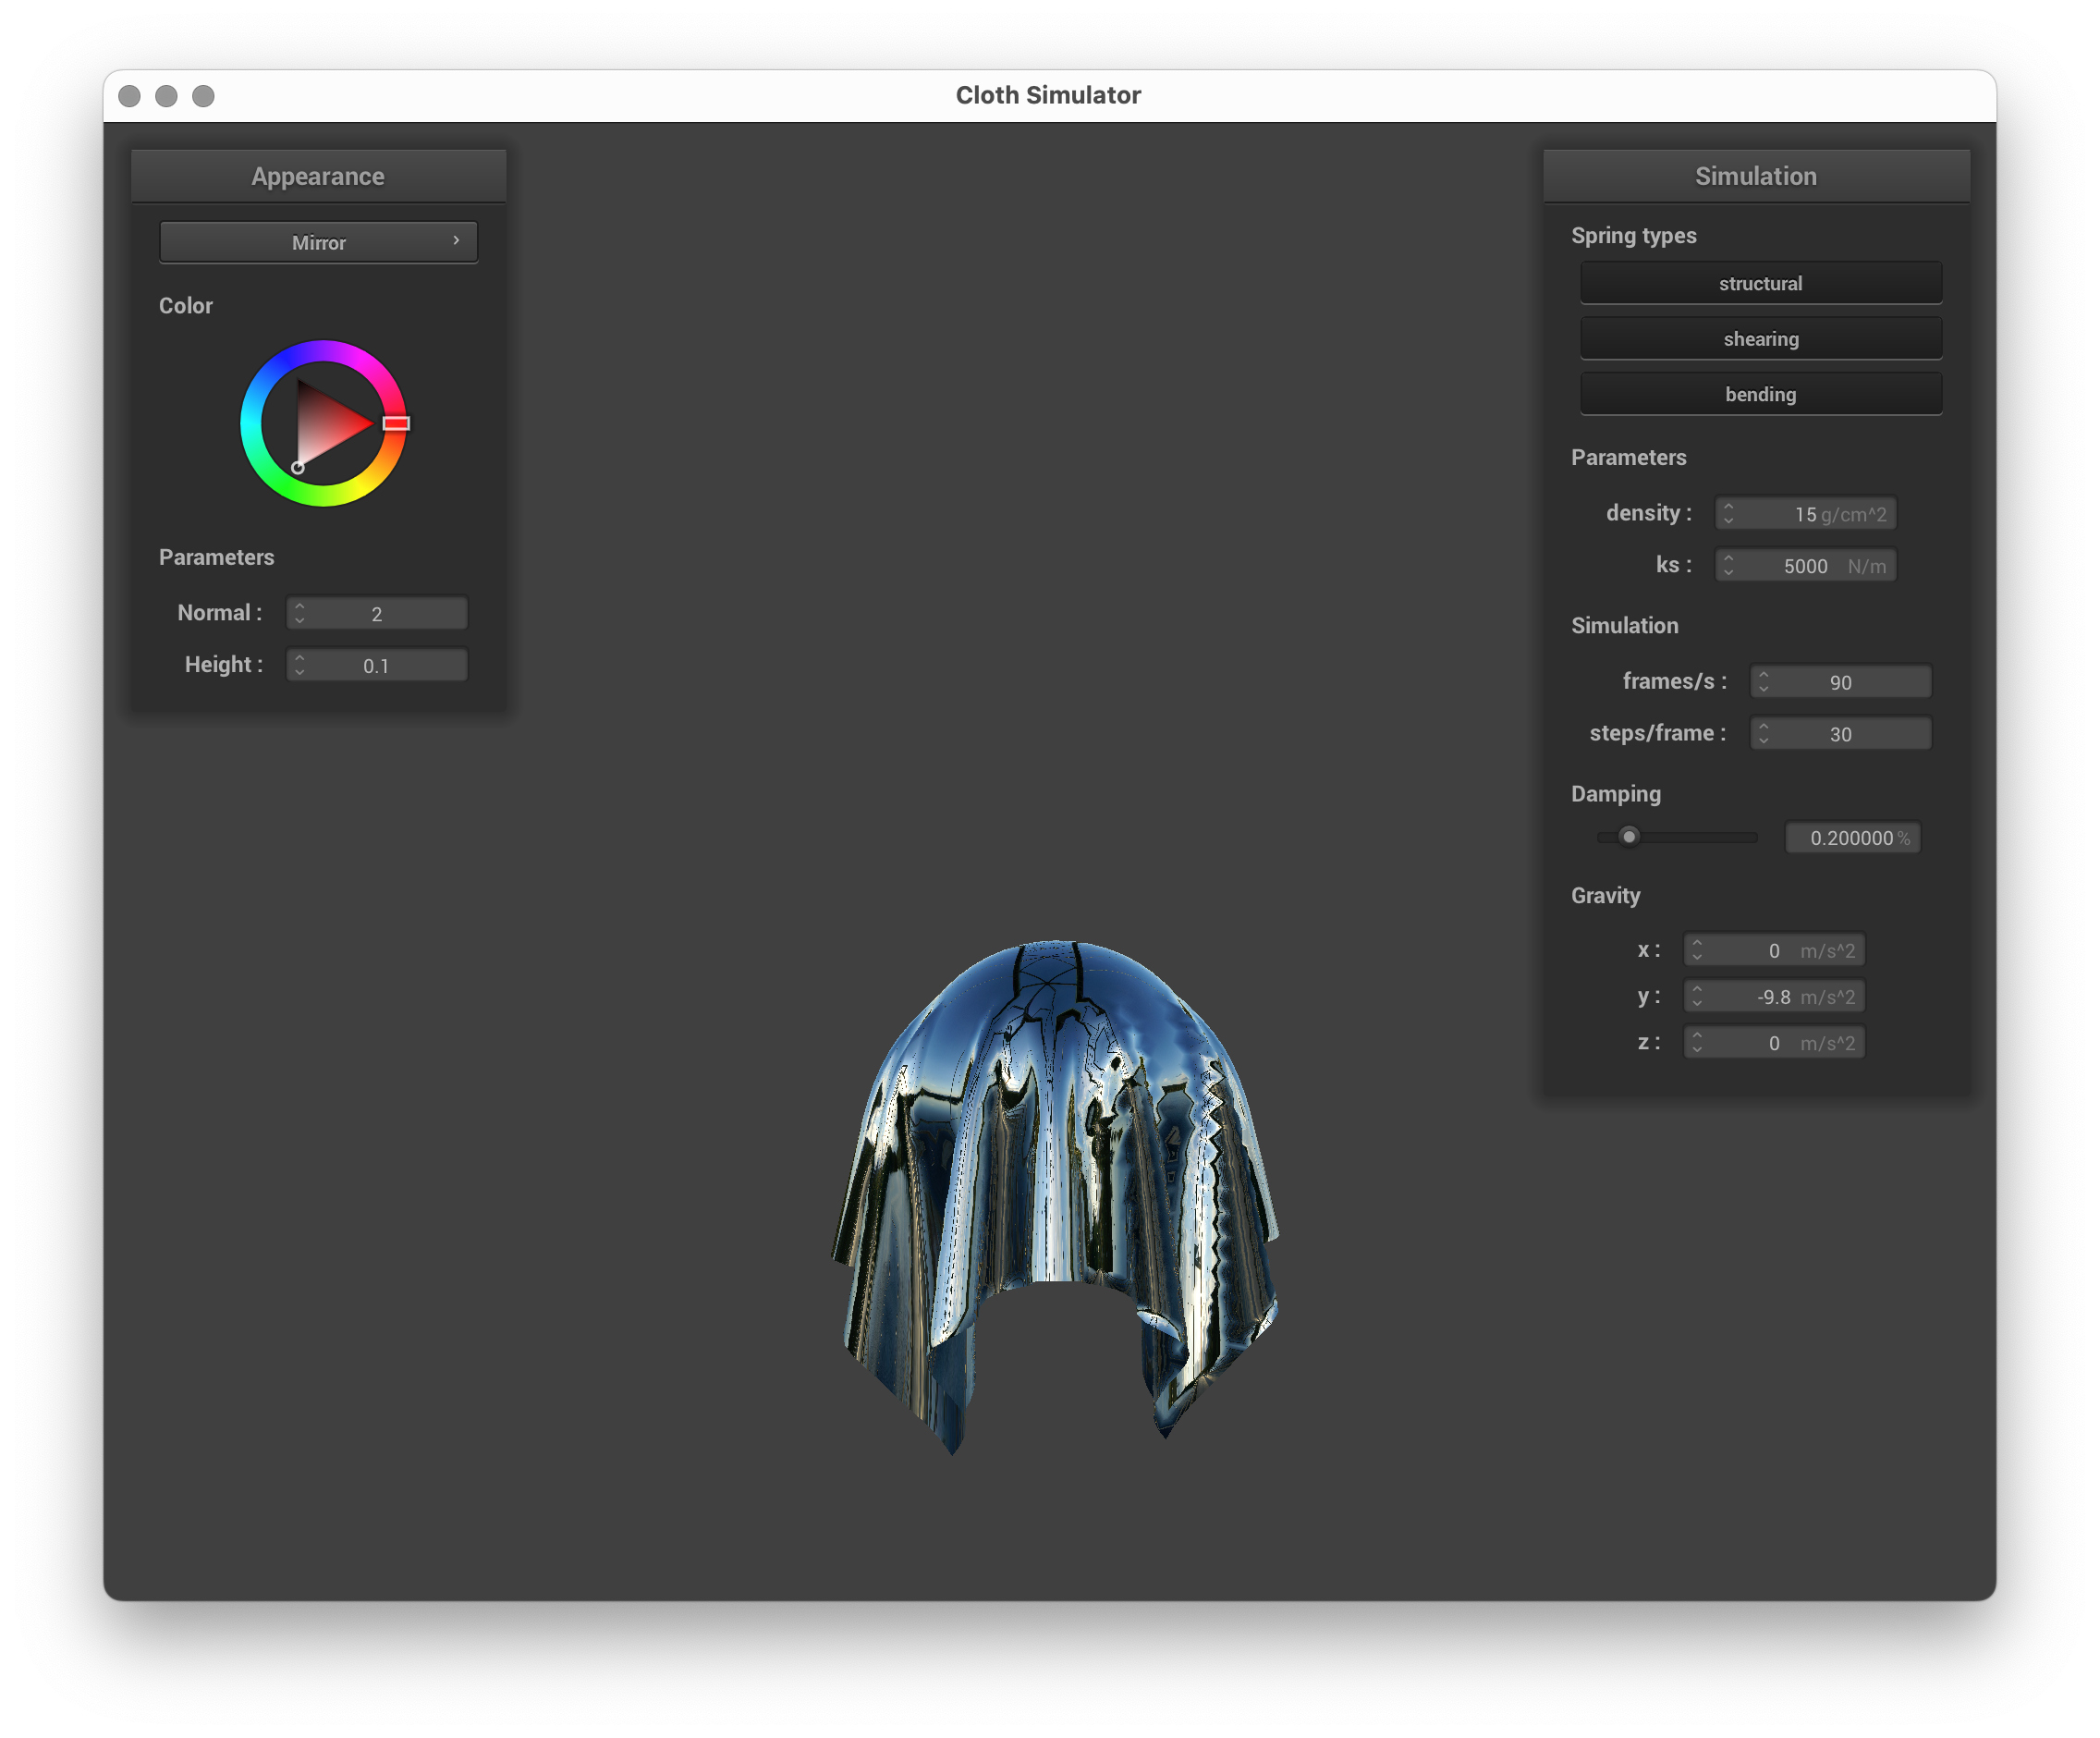 Cloth Simulator
Appearance
Mirror
Color
Parameters
Normal : 2
Height : 0.1
Simulation
Spring types
structural
shearing
bending
Parameters
density : 15 g/cm^2
ks : 5000 N/m
Simulation
frames/s : 90
steps/frame : 30
Damping
0.200000 %
Gravity
x : 0 m/s^2
y : -9.8 m/s^2
z : 0 m/s^2